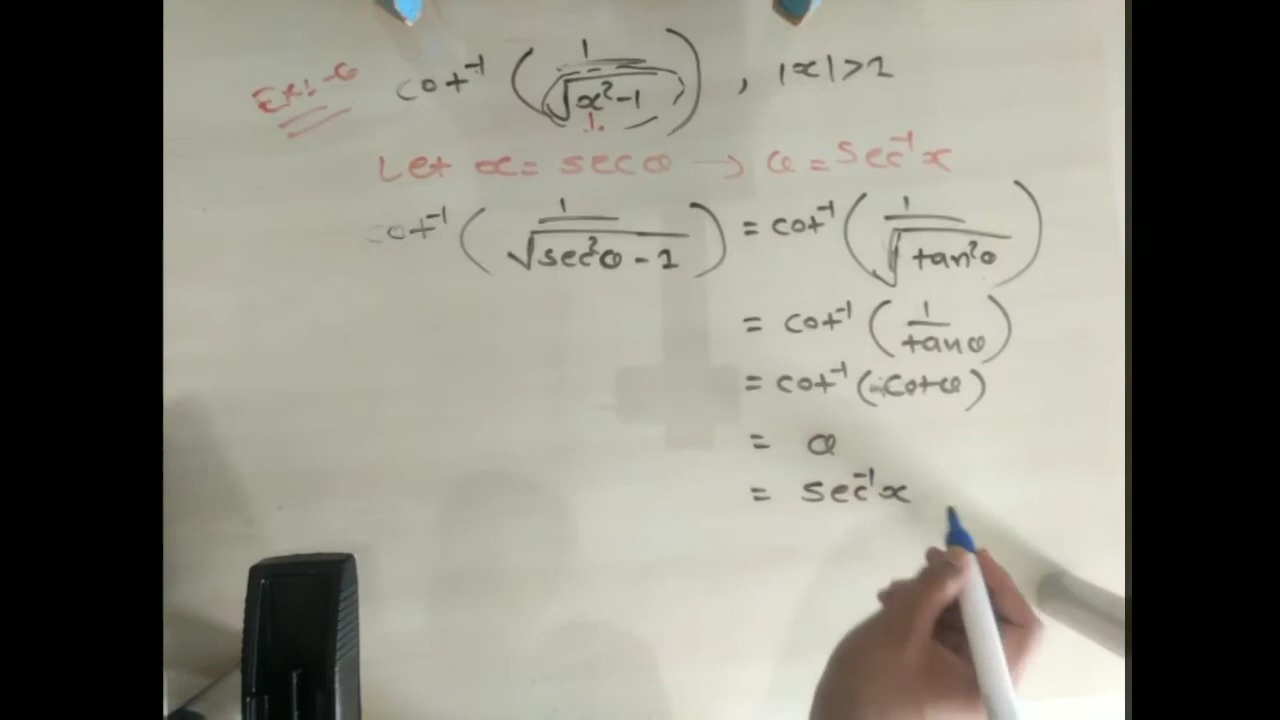 Ex:-6 cot⁻¹ (1/√(x²-1)), |x|>1
Let x = secθ → θ = Sec⁻¹x
cot⁻¹ (1/√(sec²θ - 1)) = cot⁻¹ (1/√(tan²θ))
= cot⁻¹ (1/tanθ)
= cot⁻¹ (cotθ)
= θ
= Sec⁻¹x